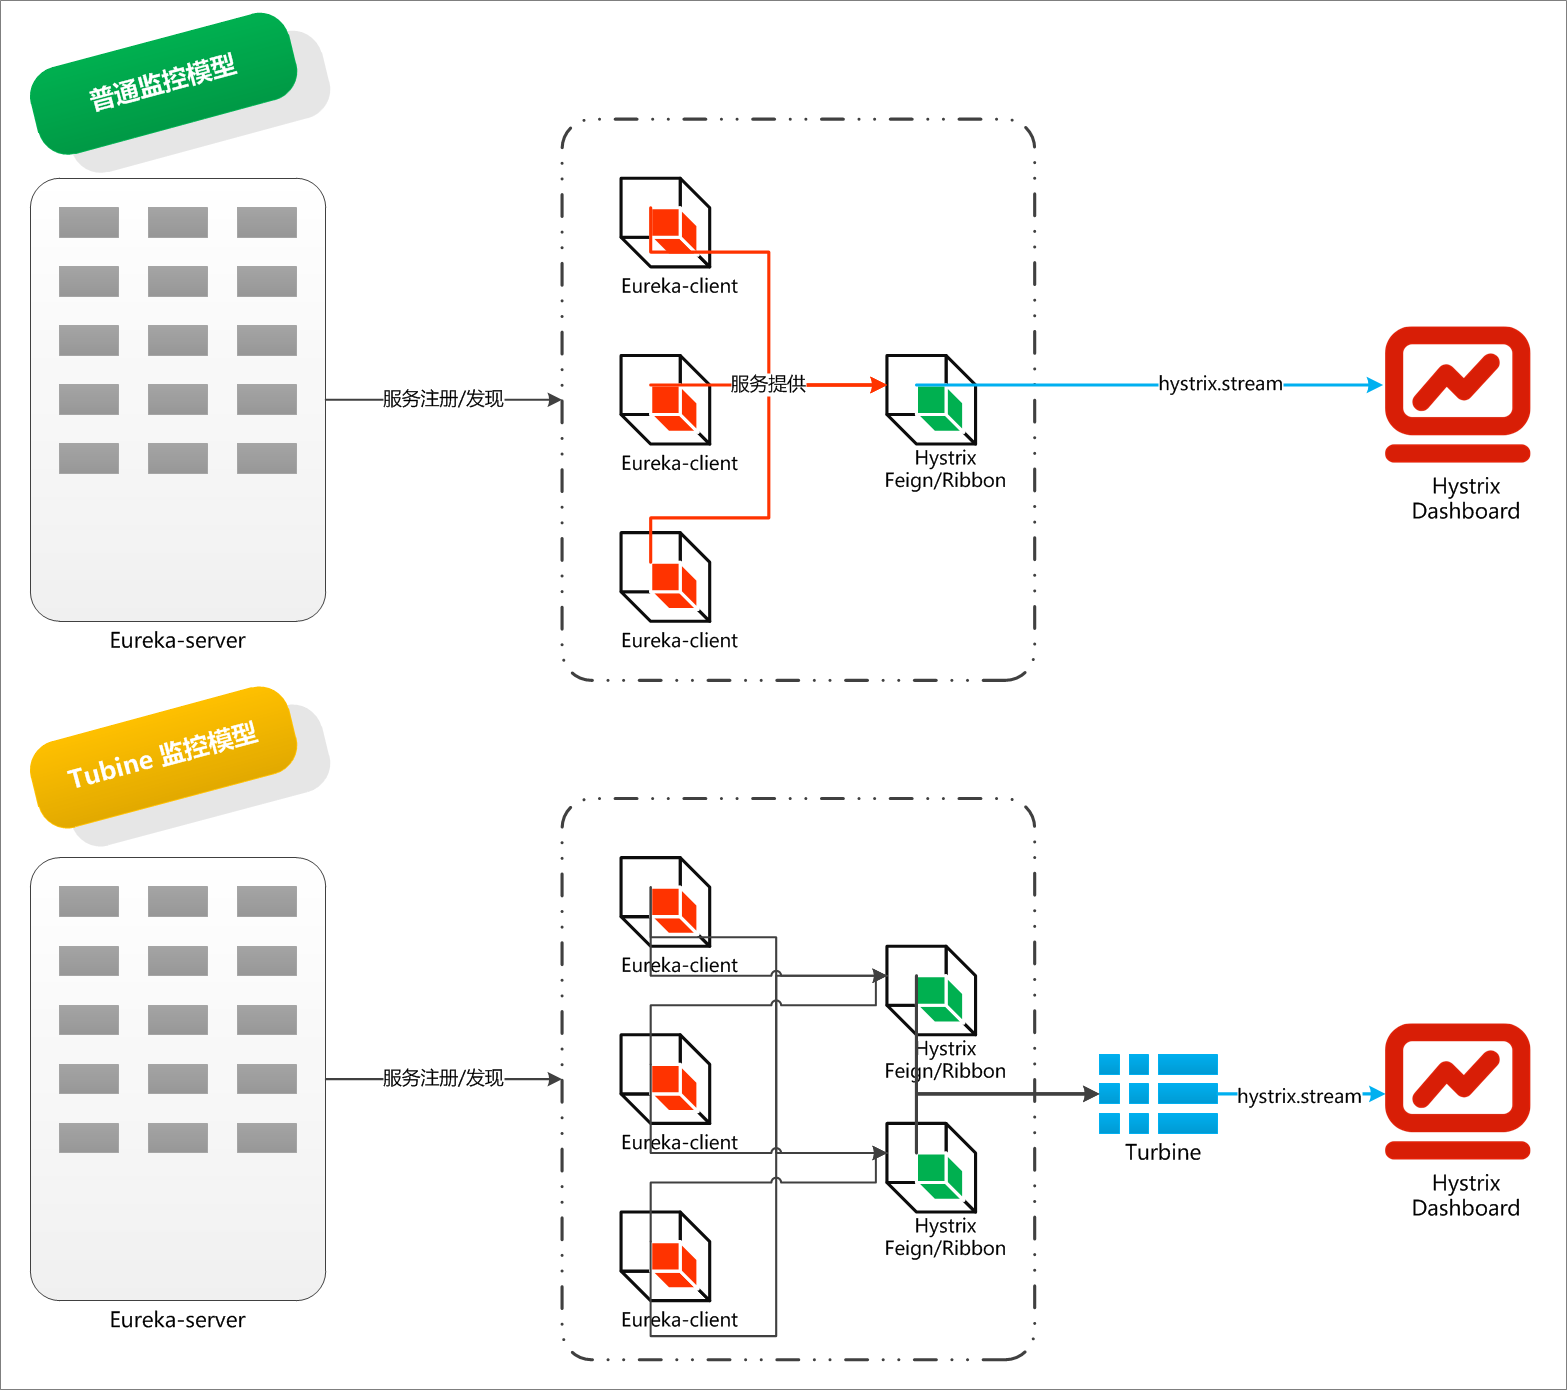 普通监控模型
Eureka-client
服务注册/发现
Eureka-client
服务提供
Hystrix
Feign/Ribbon
hystrix.stream
Hystrix
Dashboard
Eureka-client
Eureka-server
Tubine 监控模型
Eureka-client
服务注册/发现
Eureka-client
Hystrix
Feign/Ribbon
Turbine
hystrix.stream
Hystrix
Dashboard
Hystrix
Feign/Ribbon
Eureka-client
Eureka-server